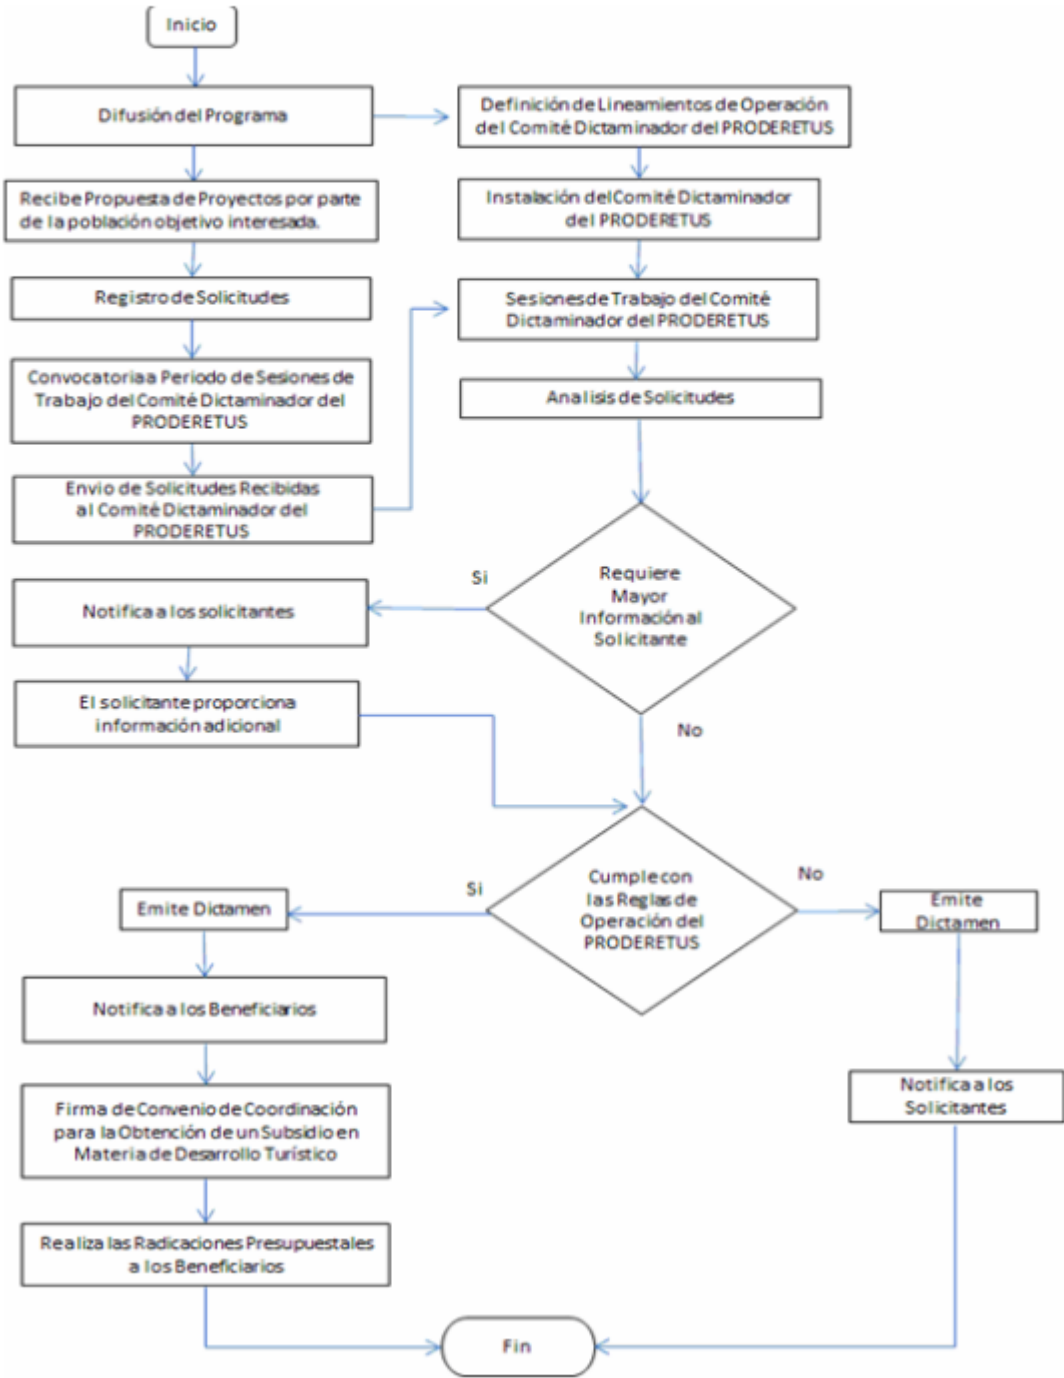 Inicio
Difusión del Programa
Definición de Lineamientos de Operación
del Comité Dictaminador del PRODERETUS
Recibe Propuesta de Proyectos por parte
de la población objetivo interesada.
Instalación del Comité Dictaminador
del PRODERETUS
Registro de Solicitudes
Sesiones de Trabajo del Comité
Dictaminador del PRODERETUS
Convocatoria a Periodo de Sesiones de
Trabajo del Comité Dictaminador del
PRODERETUS
Analisis de Solicitudes
Envio de Solicitudes Recibidas
al Comité Dictaminador del
PRODERETUS
Requiere
Mayor
Información al
Solicitante
Si
Notifica a los solicitantes
El solicitante proporciona
información adicional
No
Cumple con
las Reglas de
Operación del
PRODERETUS
Si
No
Emite Dictamen
Emite
Dictamen
Notifica a los Beneficiarios
Notifica a los
Solicitantes
Firma de Convenio de Coordinación
para la Obtención de un Subsidio en
Materia de Desarrollo Turístico
Realiza las Radicaciones Presupuestales
a los Beneficiarios
Fin